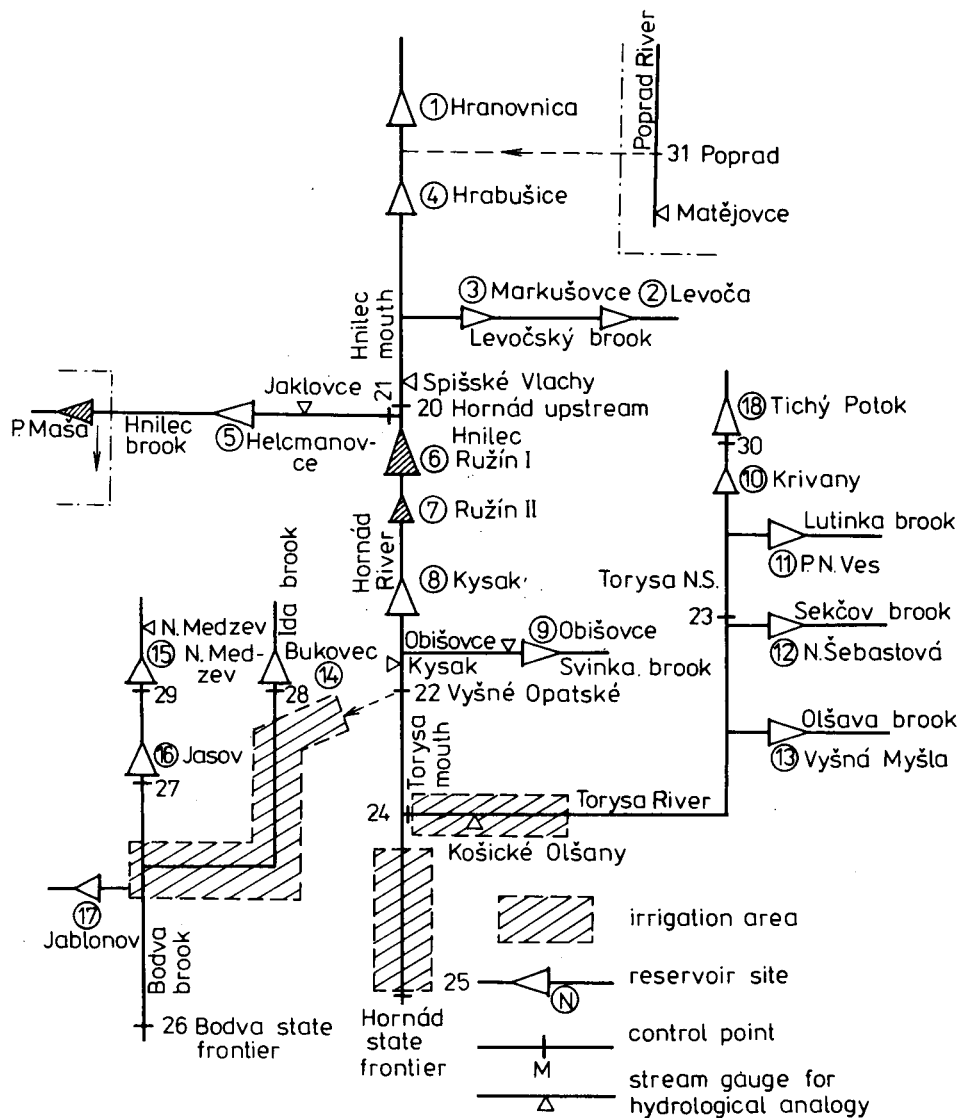 ① Hranovnica
Poprad River
31 Poprad
④ Hrabušice
Matějovce
Hnilec
mouth
③ Markušovce ② Levoča
Levočský brook
21
Spišské Vlachy
Jaklovce
20 Hornád upstream
Hnilec
P. Maša
Hnilec
brook
⑤ Helcmanov-
ce
⑥ Ružín I
⑦ Ružín II
⑱ Tichý Potok
30
⑩ Krivany
Lutinka brook
⑪ P.N. Ves
Hornád
River
⑧ Kysak
Torysa N.S.
23
Sekčov brook
⑫ N. Šebastová
Ida brook
N. Medzev
⑮ N. Med-
zev
29
Bukovec
⑭
28
Obišovce
⑨ Obišovce
Svinka brook
Kysak
22 Vyšné Opatské
Olšava brook
⑬ Vyšná Myšla
⑯ Jasov
27
Torysa
mouth
24
Torysa River
Košické Olšany
⑰
Jablonov
Bodva
brook
26 Bodva state
frontier
25
Hornád
state
frontier
irrigation area
reservoir site
N
control point
M
stream gauge for
hydrological analogy